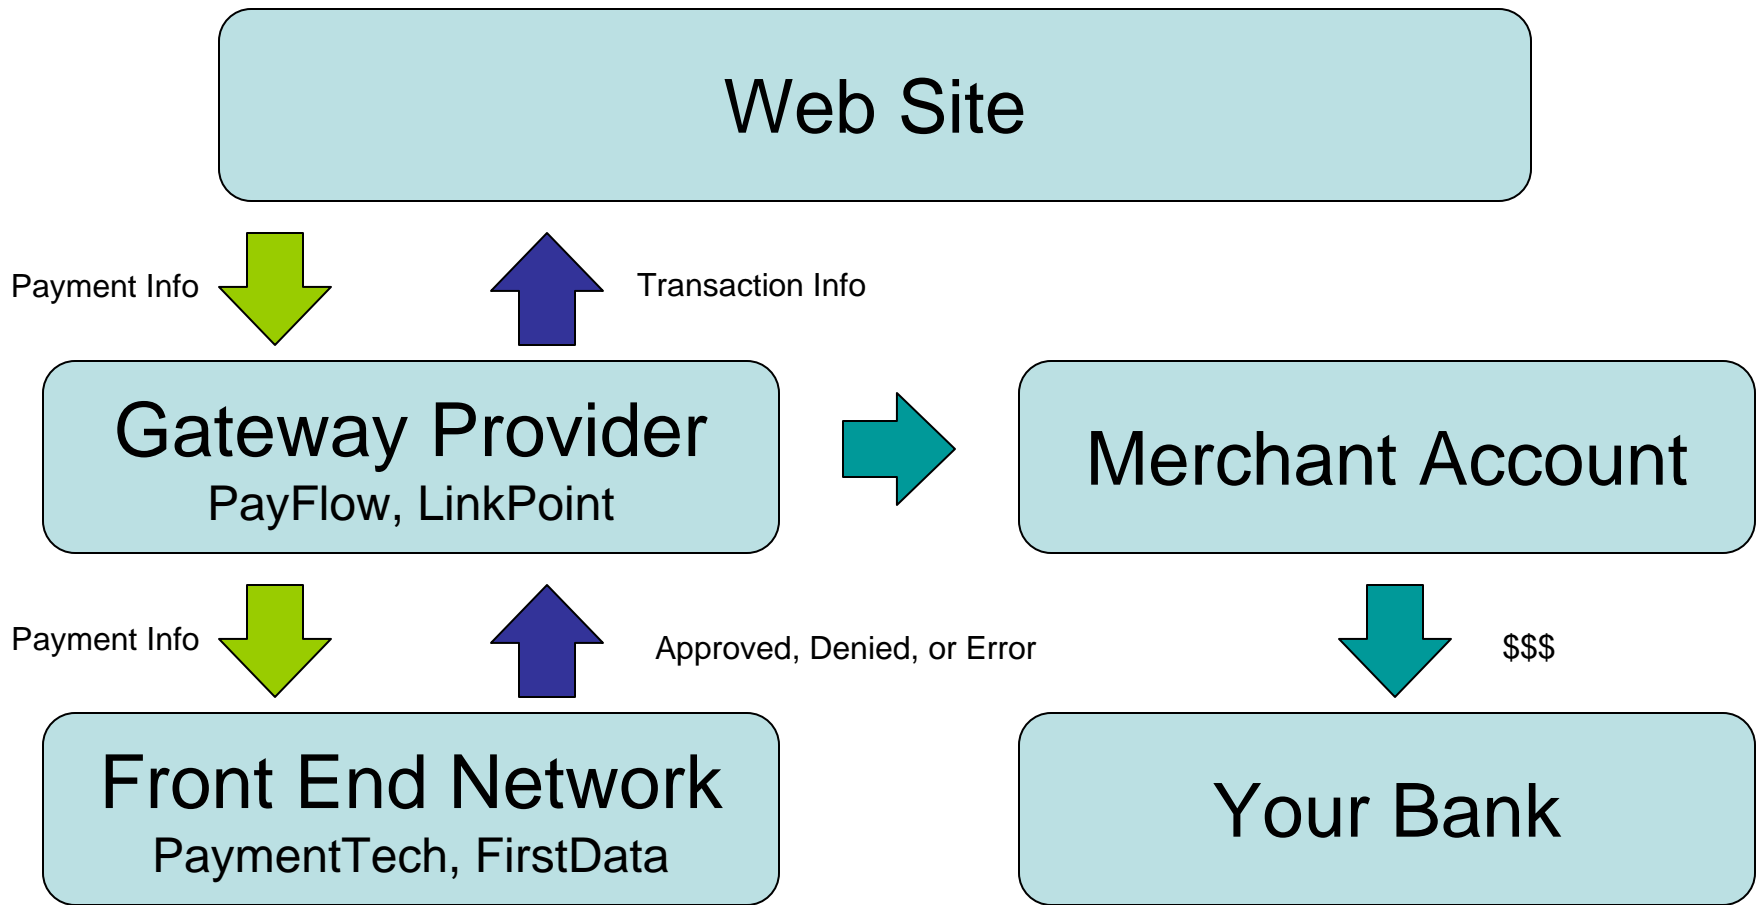 Web Site
Payment Info
Transaction Info
Gateway Provider
PayFlow, LinkPoint
Merchant Account
Payment Info
Approved, Denied, or Error
$$$
Front End Network
PaymentTech, FirstData
Your Bank